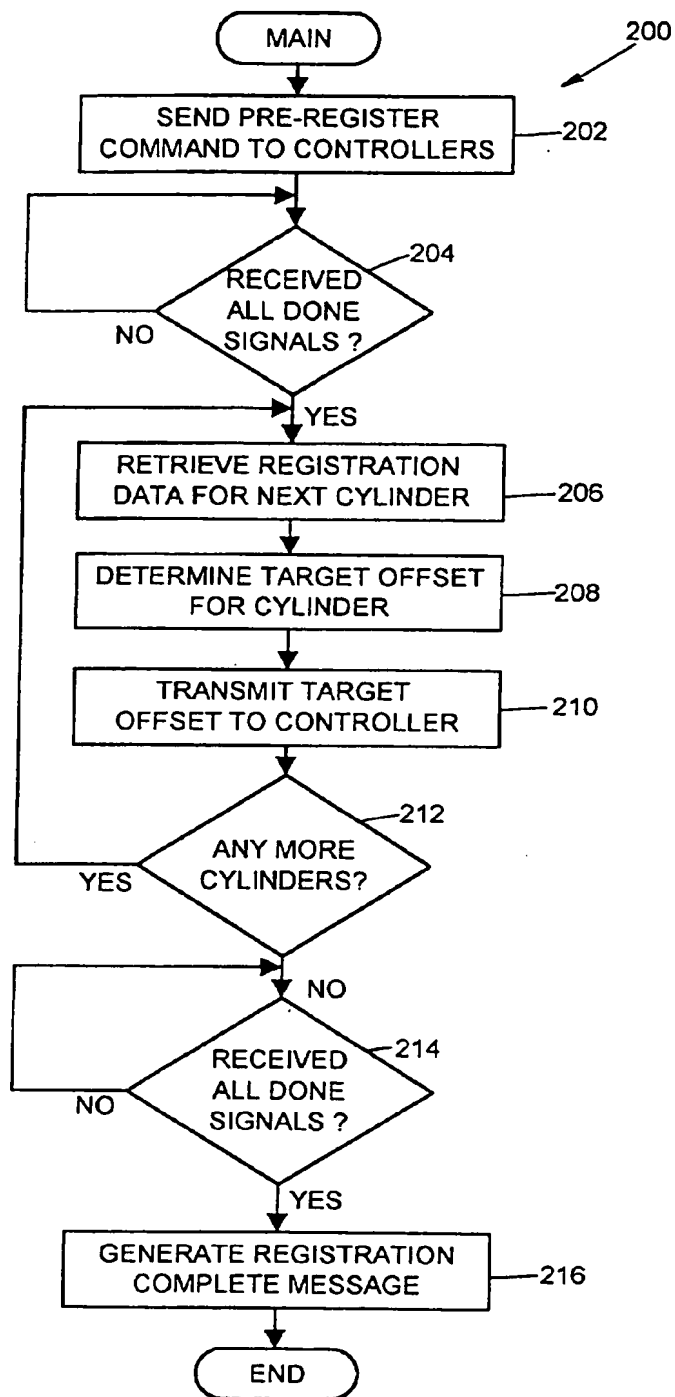 MAIN
200
SEND PRE-REGISTER
COMMAND TO CONTROLLERS
202
204
RECEIVED
ALL DONE
SIGNALS ?
NO
YES
RETRIEVE REGISTRATION
DATA FOR NEXT CYLINDER
206
DETERMINE TARGET OFFSET
FOR CYLINDER
208
TRANSMIT TARGET
OFFSET TO CONTROLLER
210
212
ANY MORE
CYLINDERS?
YES
NO
214
RECEIVED
ALL DONE
SIGNALS ?
NO
YES
GENERATE REGISTRATION
COMPLETE MESSAGE
216
END